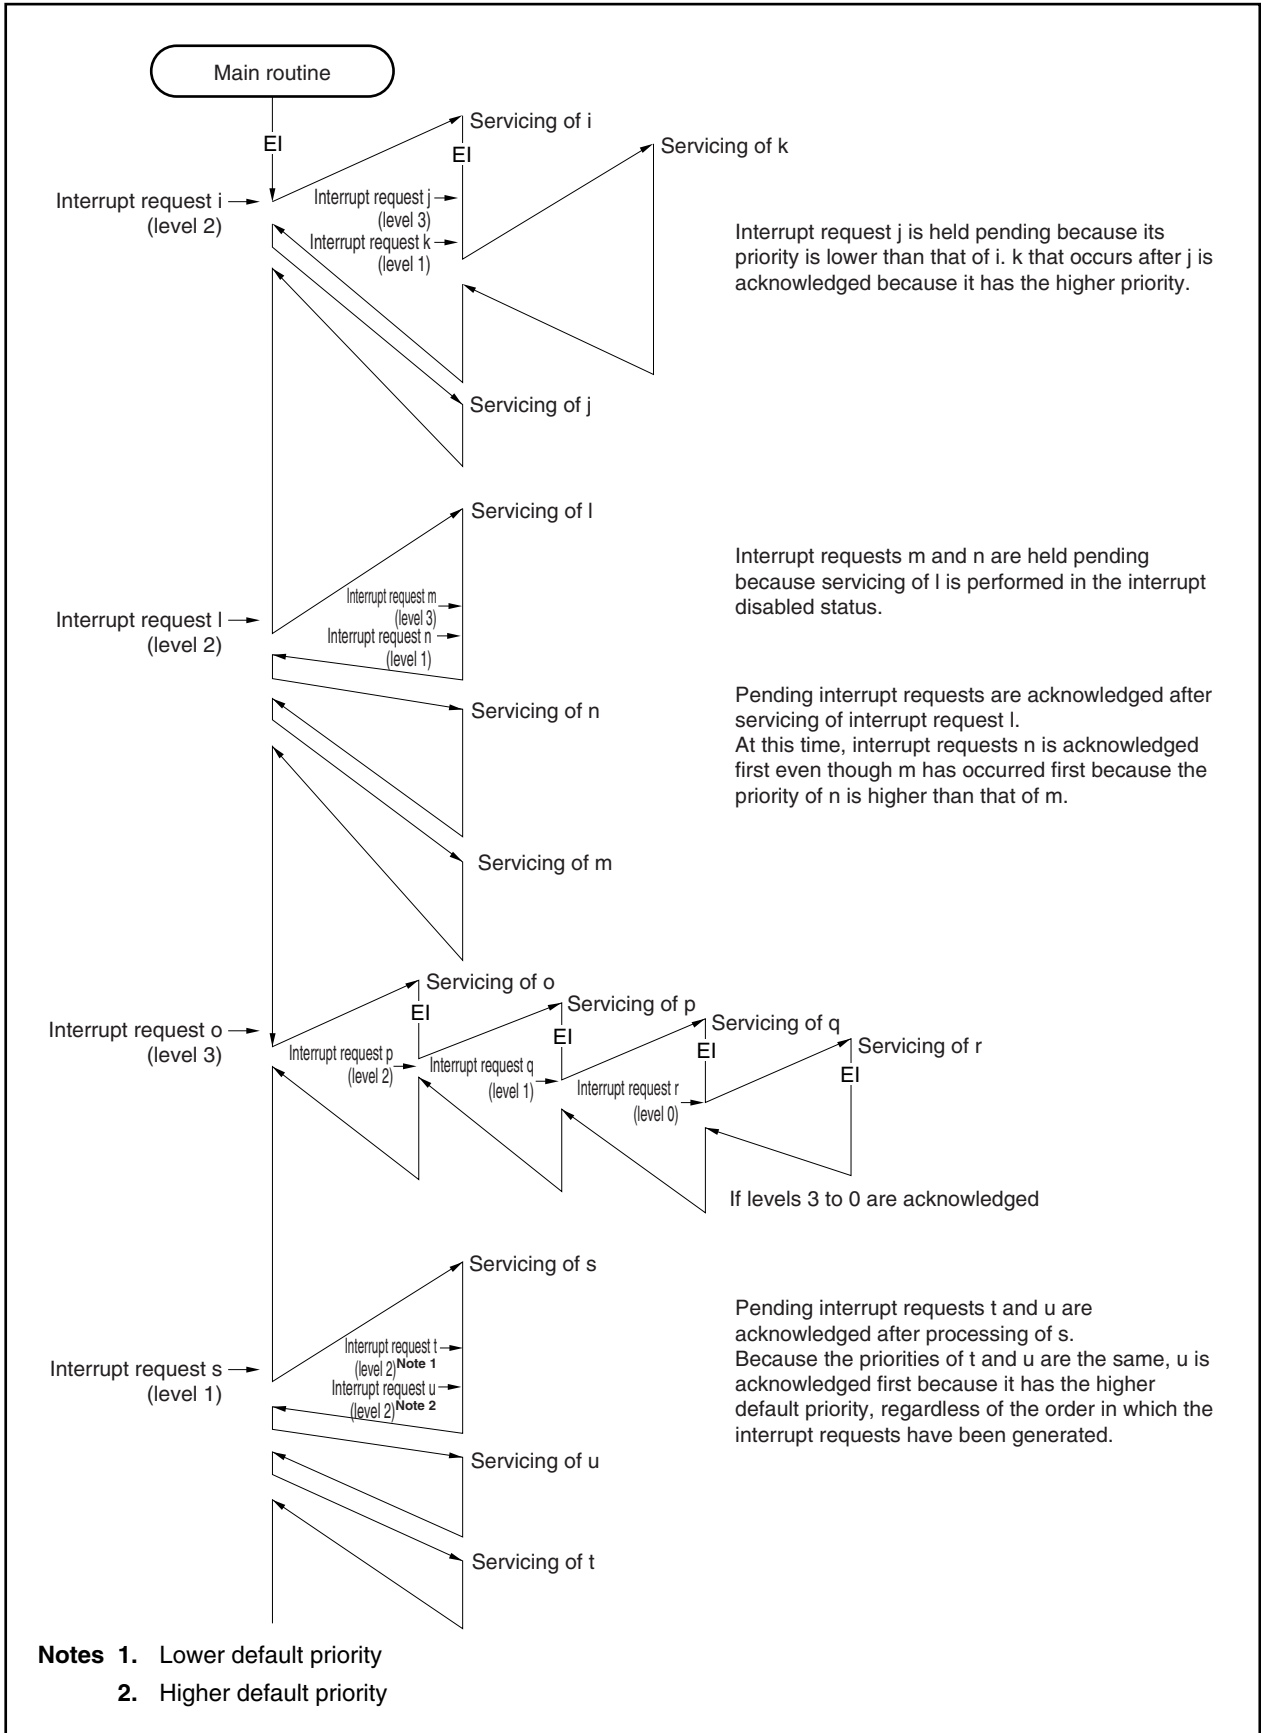 Main routine
EI
Servicing of i
EI
Servicing of k
Interrupt request i
(level 2)
Interrupt request j
(level 3)
Interrupt request k
(level 1)
Interrupt request j is held pending because its
priority is lower than that of i. k that occurs after j is
acknowledged because it has the higher priority.
Servicing of j
Servicing of l
Interrupt request l
(level 2)
Interrupt request m
(level 3)
Interrupt request n
(level 1)
Interrupt requests m and n are held pending
because servicing of l is performed in the interrupt
disabled status.
Servicing of n
Pending interrupt requests are acknowledged after
servicing of interrupt request l.
At this time, interrupt requests n is acknowledged
first even though m has occurred first because the
priority of n is higher than that of m.
Servicing of m
Interrupt request o
(level 3)
Servicing of o
EI
Interrupt request p
(level 2)
Servicing of p
EI
Interrupt request q
(level 1)
Servicing of q
EI
Interrupt request r
(level 0)
Servicing of r
EI
If levels 3 to 0 are acknowledged
Servicing of s
Interrupt request s
(level 1)
Interrupt request t
(level 2) Note 1
Interrupt request u
(level 2) Note 2
Pending interrupt requests t and u are
acknowledged after processing of s.
Because the priorities of t and u are the same, u is
acknowledged first because it has the higher
default priority, regardless of the order in which the
interrupt requests have been generated.
Servicing of u
Servicing of t
Notes 1. Lower default priority
2. Higher default priority